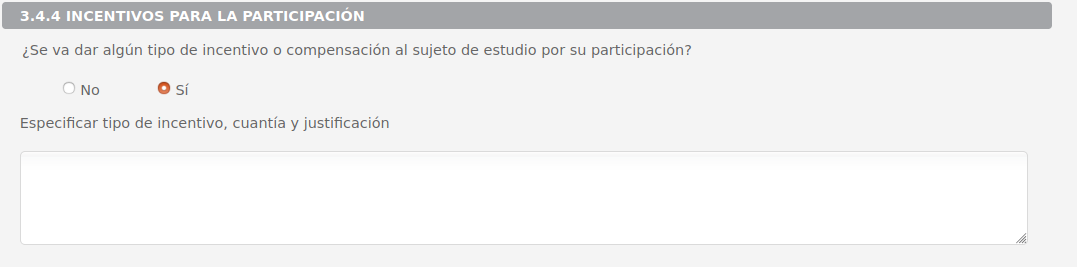 3.4.4 INCENTIVOS PARA LA PARTICIPACIÓN
¿Se va dar algún tipo de incentivo o compensación al sujeto de estudio por su participación?
No Sí
Especificar tipo de incentivo, cuantía y justificación